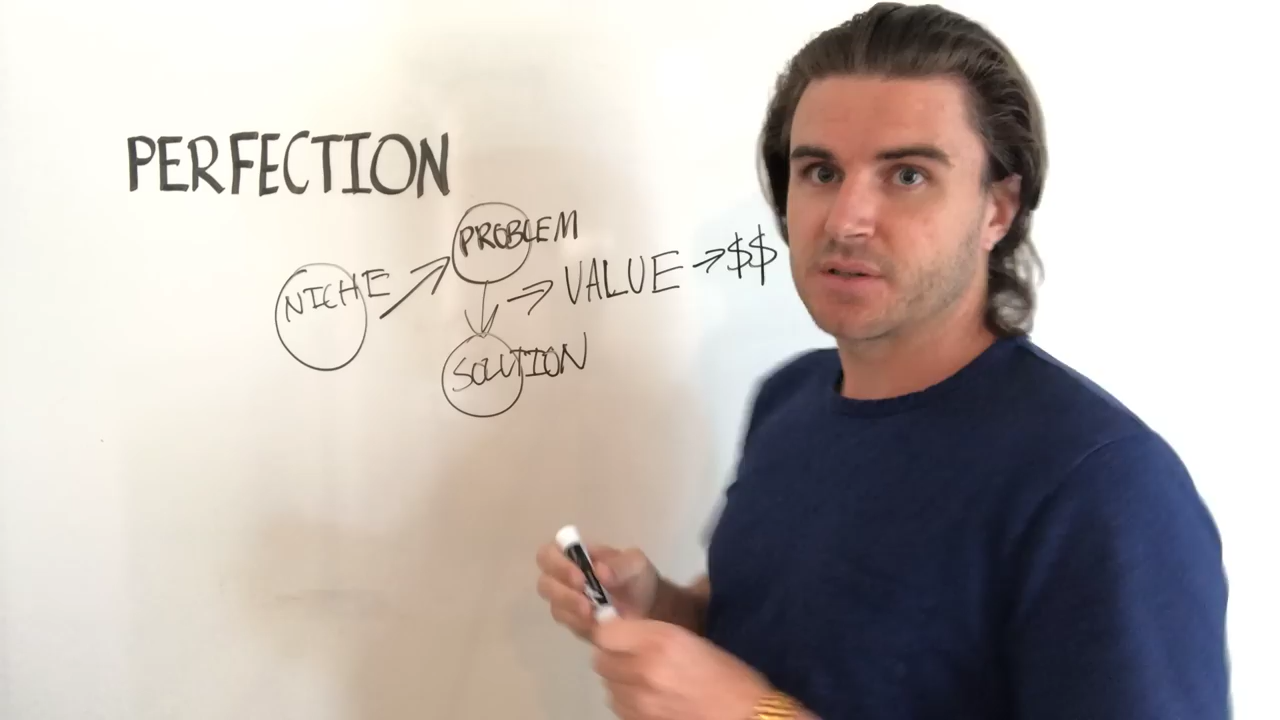 PERFECTION
NICHE
PROBLEM
VALUE
$$
SOLUTION